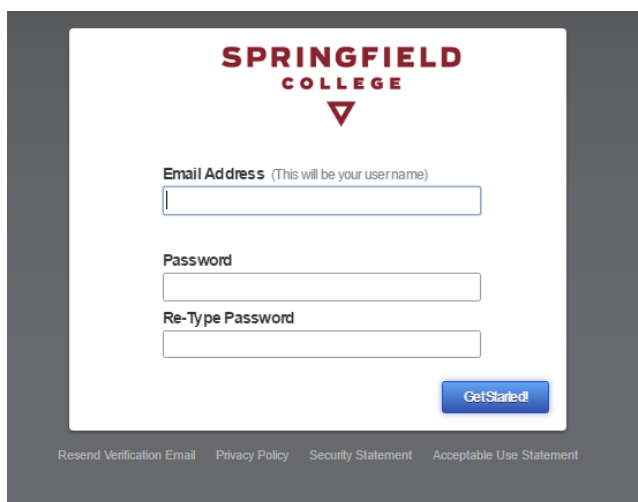 SPRINGFIELD
COLLEGE
Email Address (This will be your username)
Password
Re-Type Password
Get Started!
Resend Verification Email Privacy Policy Security Statement Acceptable Use Statement